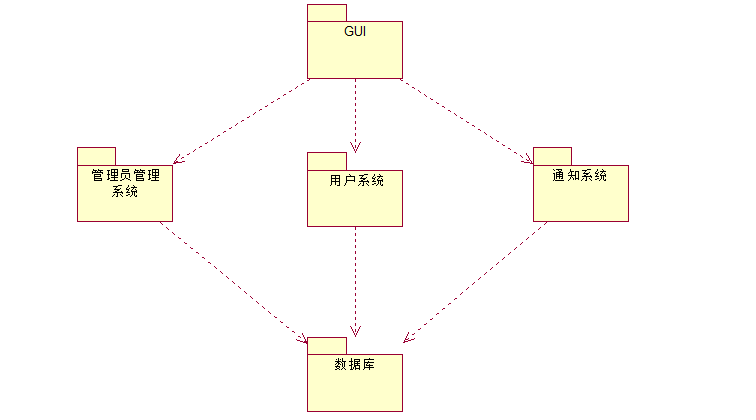 GUI
管理员管理
系统
用户系统
通知系统
数据库